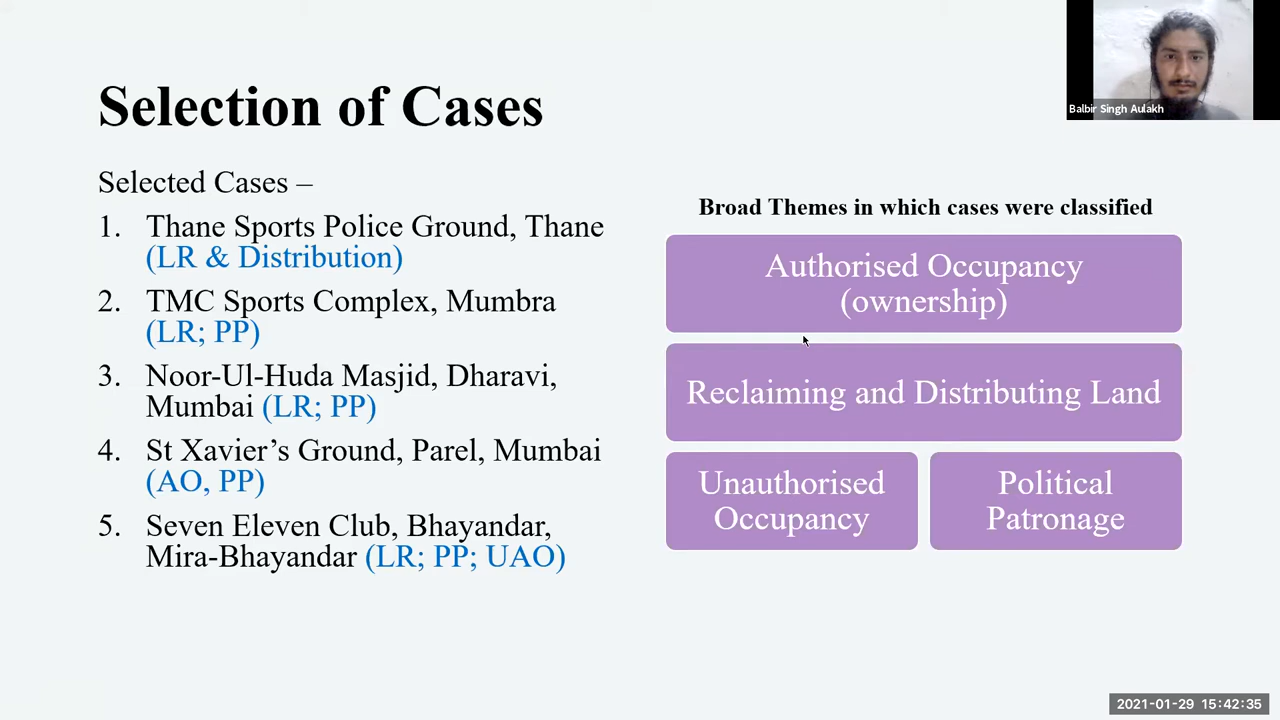 Selection of Cases
Balbir Singh Aulakh
Selected Cases –
1. Thane Sports Police Ground, Thane
(LR & Distribution)
2. TMC Sports Complex, Mumbra
(LR; PP)
3. Noor-Ul-Huda Masjid, Dharavi,
Mumbai (LR; PP)
4. St Xavier’s Ground, Parel, Mumbai
(AO, PP)
5. Seven Eleven Club, Bhayandar,
Mira-Bhayandar (LR; PP; UAO)
Broad Themes in which cases were classified
Authorised Occupancy
(ownership)
Reclaiming and Distributing Land
Unauthorised
Occupancy
Political
Patronage
2021-01-29 15:42:35